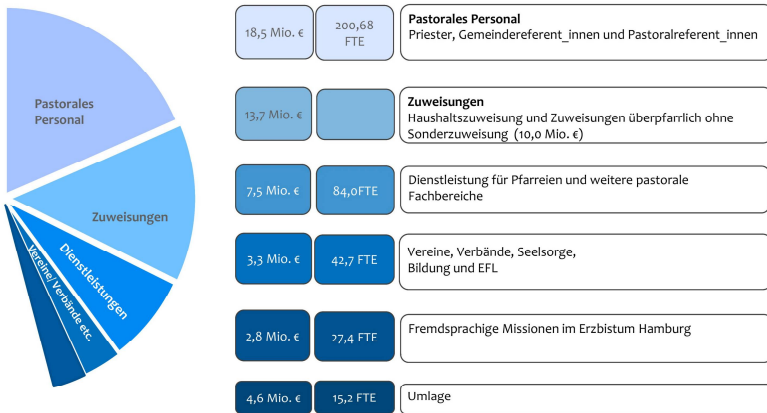 Pastorales
Personal
Zuweisungen
Dienstleistungen
Vereine/ Verbände etc.
18,5 Mio. €
200,68
FTE
Pastorales Personal
Priester, Gemeindereferent_innen und Pastoralreferent_innen
13,7 Mio. €
Zuweisungen
Haushaltszuweisung und Zuweisungen überpfarrlich ohne
Sonderzuweisung (10,0 Mio. €)
7,5 Mio. €
84,0FTE
Dienstleistung für Pfarreien und weitere pastorale
Fachbereiche
3,3 Mio. €
42,7 FTE
Vereine, Verbände, Seelsorge,
Bildung und EFL
2,8 Mio. €
27,4 FTE
Fremdsprachige Missionen im Erzbistum Hamburg
4,6 Mio. €
15,2 FTE
Umlage